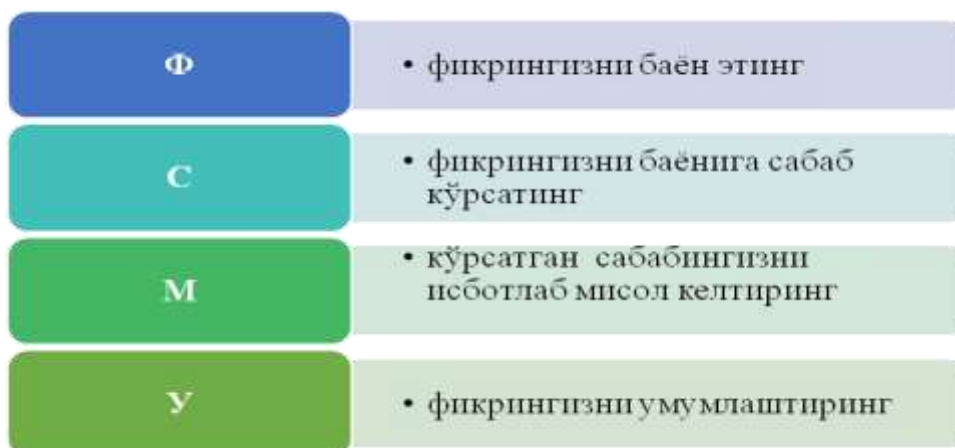 Ф
• фикрингизни баён этинг
С
• фикрингизни баёнига сабаб
кўрсатинг
М
• кўрсатган сабабингизни
исботлаб мисол келтиринг
У
• фикрингизни умумлаштиринг